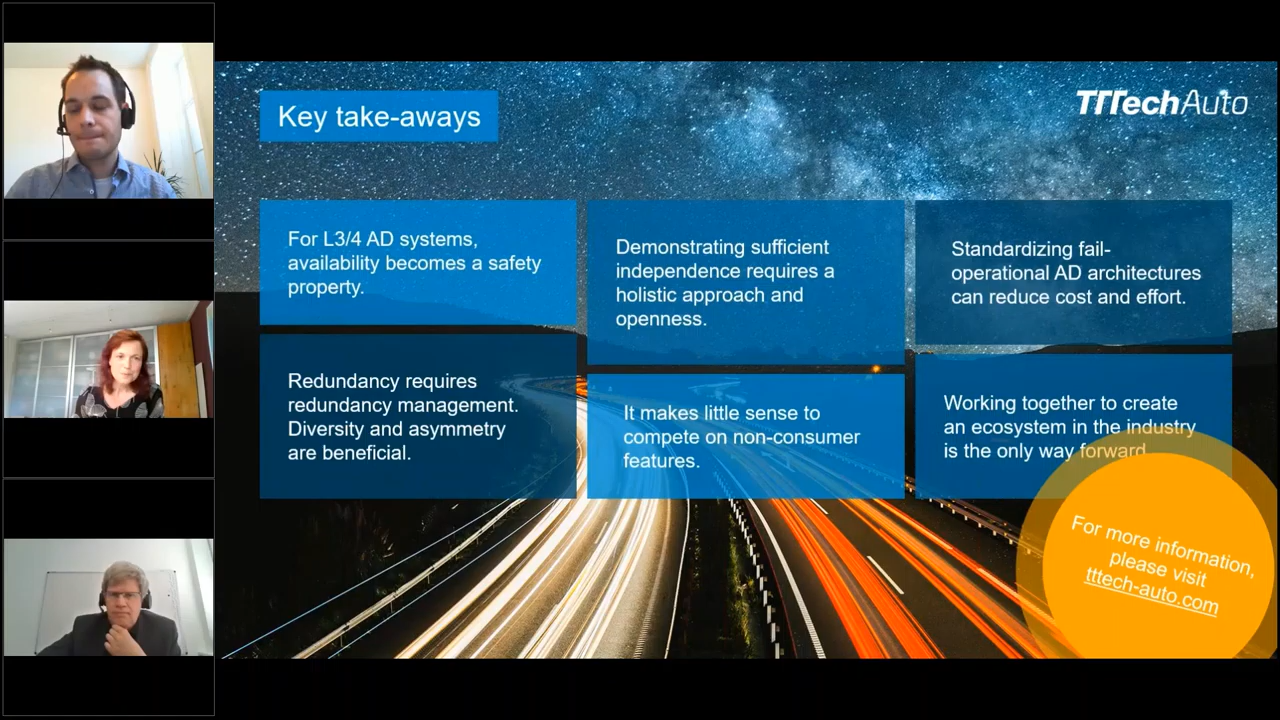 Key take-aways
TTTechAuto
For L3/4 AD systems,
availability becomes a safety
property.
Redundancy requires
redundancy management.
Diversity and asymmetry
are beneficial.
Demonstrating sufficient
independence requires a
holistic approach and
openness.
It makes little sense to
compete on non-consumer
features.
Standardizing fail-
operational AD architectures
can reduce cost and effort.
Working together to create
an ecosystem in the industry
is the only way forward
For more information,
please visit
tttech-auto.com